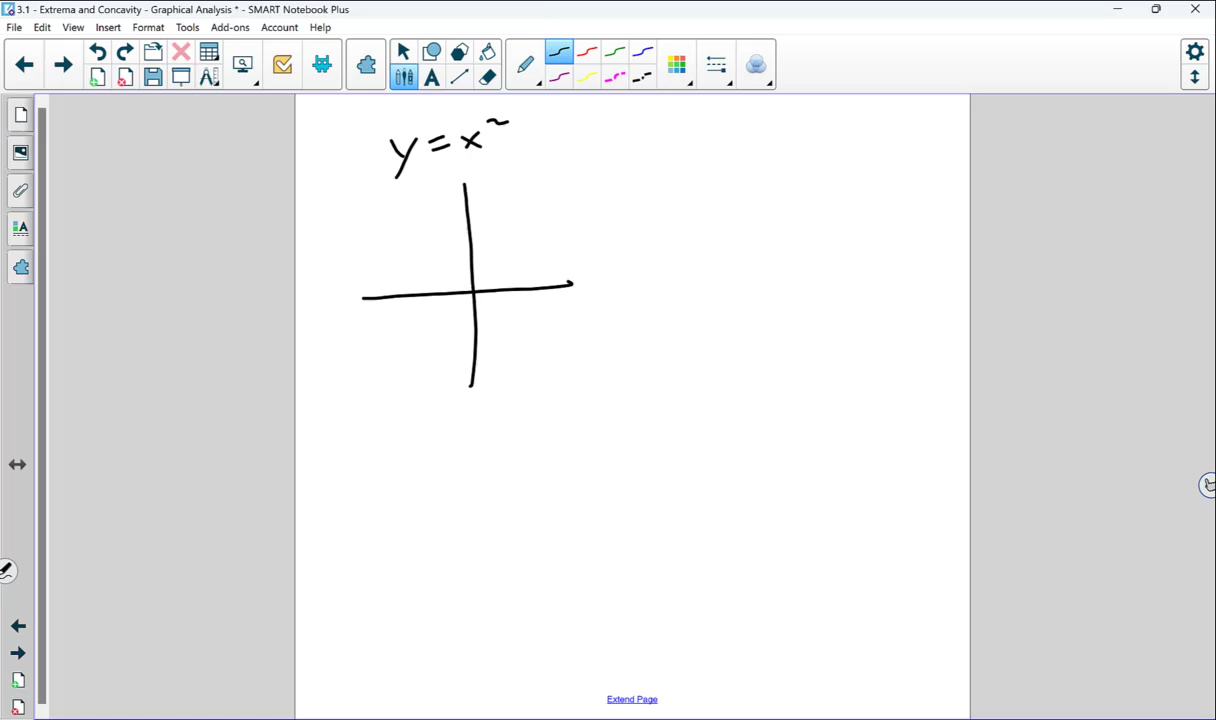 3.1 - Extrema and Concavity - Graphical Analysis * - SMART Notebook Plus
File Edit View Insert Format Tools Add-ons Account Help
y = x²
Extend Page